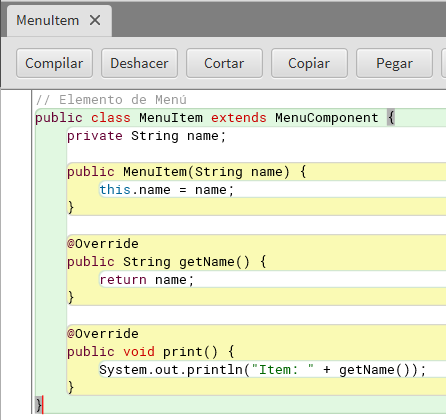 MenuItem ✕
Compilar Deshacer Cortar Copiar Pegar
// Elemento de Menú
public class MenuItem extends MenuComponent {
private String name;
public MenuItem(String name) {
this.name = name;
}
@Override
public String getName() {
return name;
}
@Override
public void print() {
System.out.println("Item: " + getName());
}
}